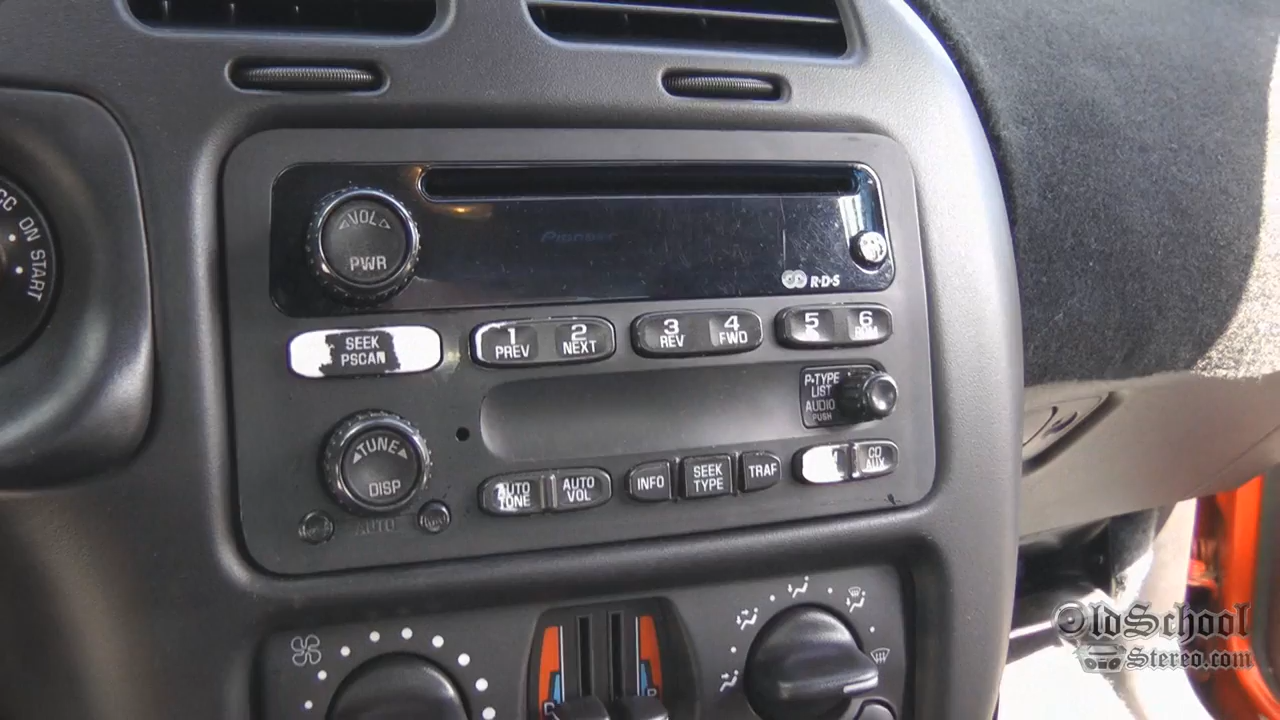 CC ON START
VOL
PWR
Pioneer
R·D·S
SEEK
PSCAN
1
PREV
2
NEXT
3
REV
4
FWD
5
6
P-TYPE
LIST
AUDIO
PUSH
TUNE
DISP
AUTO
TONE
AUTO
VOL
INFO
SEEK
TYPE
TRAF
CD
AUX
AUTO
OldSchool
Stereo.com